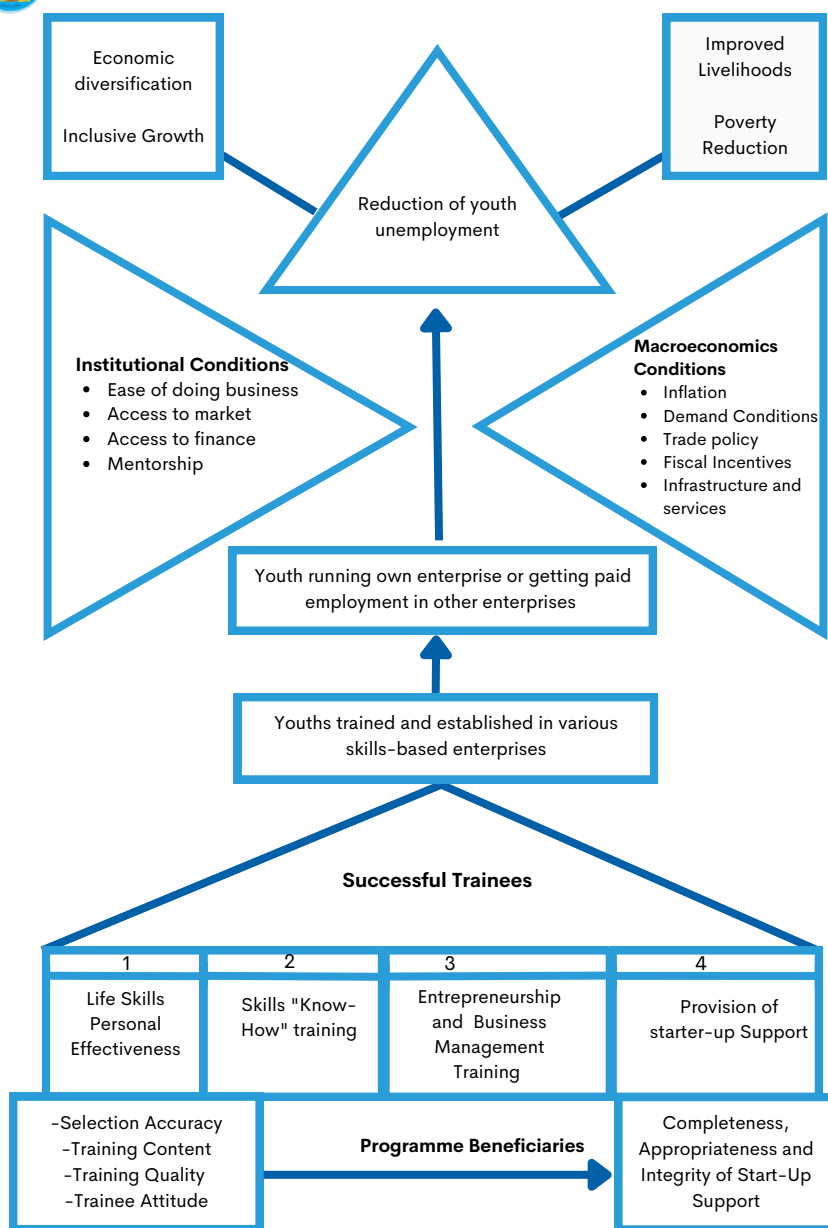 Economic
diversification
Inclusive Growth
Improved
Livelihoods
Poverty
Reduction
Reduction of youth
unemployment
Institutional Conditions
• Ease of doing business
• Access to market
• Access to finance
• Mentorship
Macroeconomics
Conditions
• Inflation
• Demand Conditions
• Trade policy
• Fiscal Incentives
• Infrastructure and
services
Youth running own enterprise or getting paid
employment in other enterprises
Youths trained and established in various
skills-based enterprises
Successful Trainees
1
Life Skills
Personal
Effectiveness
2
Skills "Know-
How" training
3
Entrepreneurship
and Business
Management
Training
4
Provision of
starter-up Support
-Selection Accuracy
-Training Content
-Training Quality
-Trainee Attitude
Programme Beneficiaries
Completeness,
Appropriateness and
Integrity of Start-Up
Support